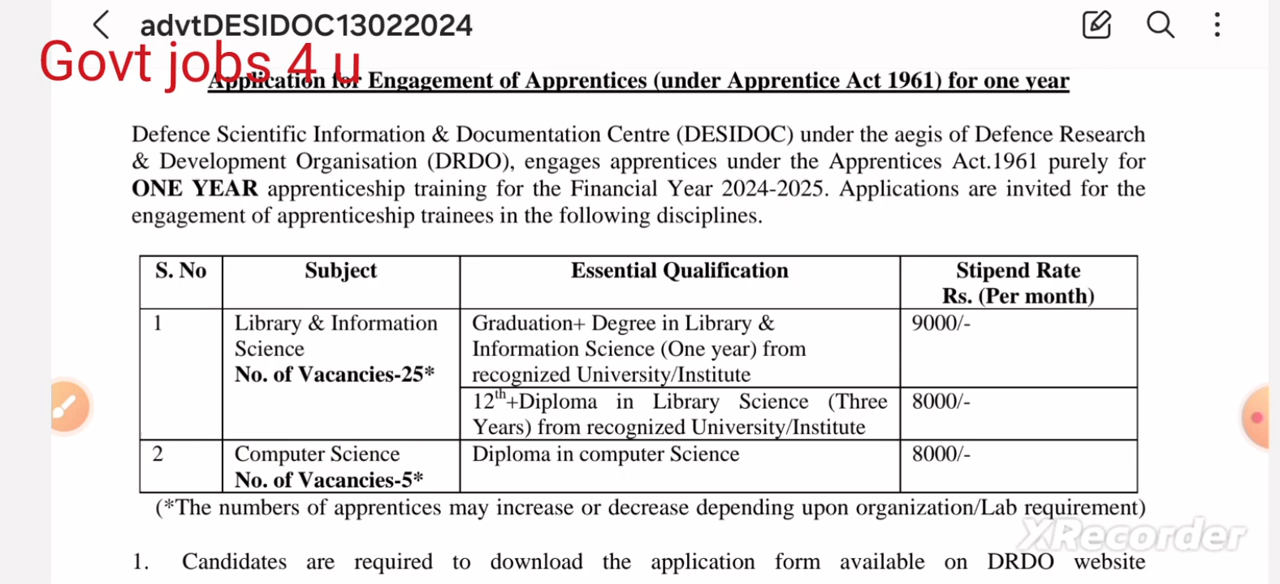 advtDESIDOC13022024
Govt jobs 4 u
Application for Engagement of Apprentices (under Apprentice Act 1961) for one year
Defence Scientific Information & Documentation Centre (DESIDOC) under the aegis of Defence Research
& Development Organisation (DRDO), engages apprentices under the Apprentices Act.1961 purely for
ONE YEAR apprenticeship training for the Financial Year 2024-2025. Applications are invited for the
engagement of apprenticeship trainees in the following disciplines.
S. No Subject Essential Qualification Stipend Rate
Rs. (Per month)
1 Library & Information Graduation+ Degree in Library & 9000/-
Science Information Science (One year) from
No. of Vacancies-25* recognized University/Institute
12th+Diploma in Library Science (Three 8000/-
Years) from recognized University/Institute
2 Computer Science Diploma in computer Science 8000/-
No. of Vacancies-5*
(*The numbers of apprentices may increase or decrease depending upon organization/Lab requirement)
XRecorder
1. Candidates are required to download the application form available on DRDO website